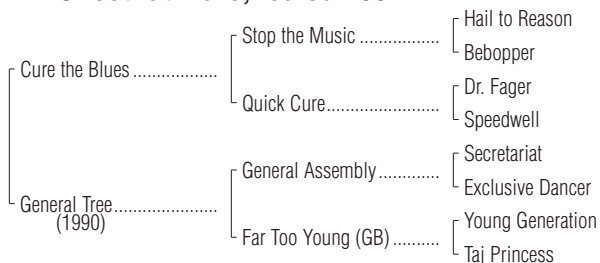 Hail to Reason
Stop the Music ..................
Bebopper
Cure the Blues ...................
Dr. Fager
Quick Cure.........................
Speedwell
Secretariat
General Assembly.............
Exclusive Dancer
General Tree.......................
(1990)
Young Generation
Far Too Young (GB) ..........
Taj Princess